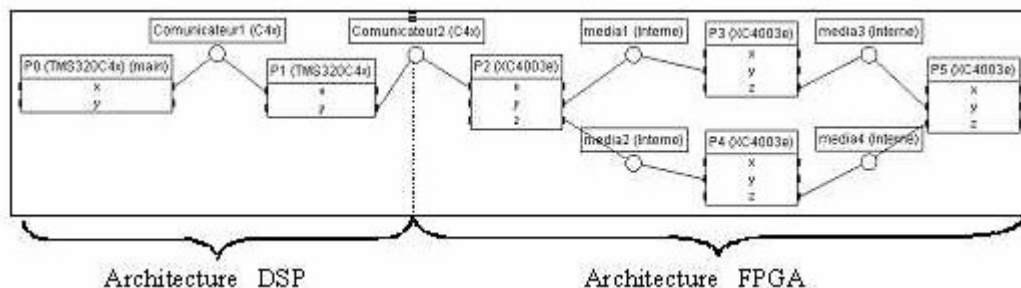 Comunicateur1 (C4x)
Comunicateur2 (C4x)
media1 (Interne)
P3 (XC4003e)
x
y
z
media3 (Interne)
P0 (TMS320C4x) (main)
x
y
P1 (TMS320C4x)
x
y
P2 (XC4003e)
x
y
z
P5 (XC4003e)
x
y
z
media2 (Interne)
P4 (XC4003e)
x
y
z
media4 (Interne)
Architecture DSP
Architecture FPGA